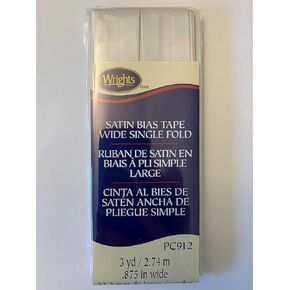 Wrights
SATIN BIAS TAPE
WIDE SINGLE FOLD
RUBAN DE SATIN EN
BIAIS À PLI SIMPLE
LARGE
CINTA AL BIES DE
SATÉN ANCHA DE
PLIEGUE SIMPLE
PC912
3 yd / 2.74 m
.875 in wide